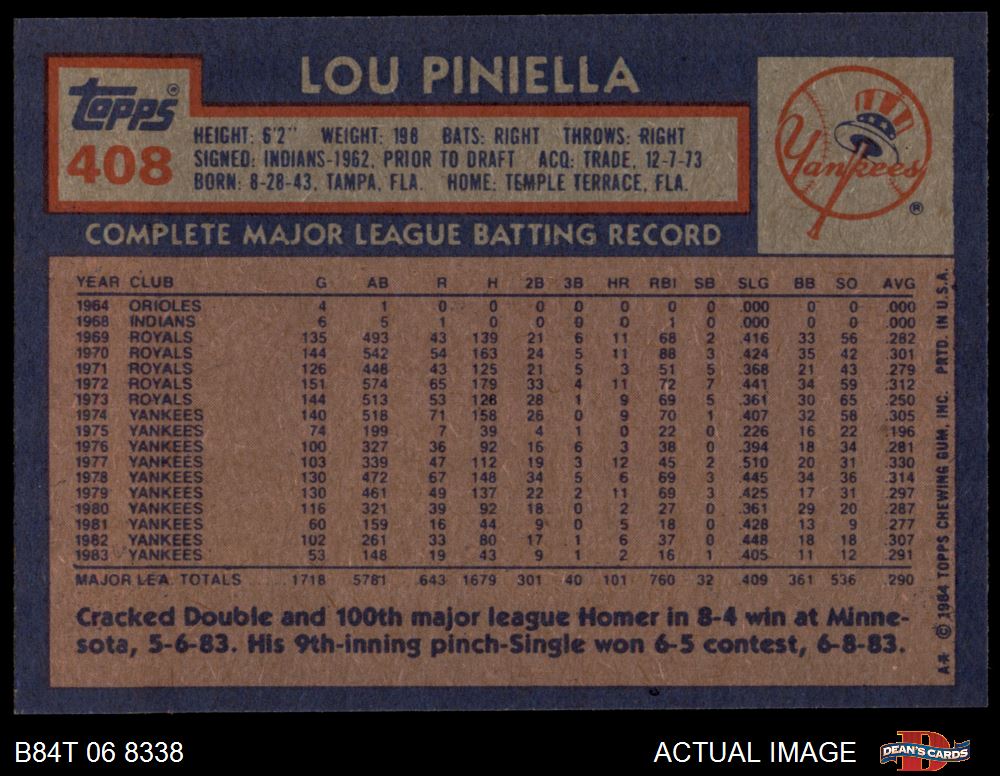 LOU PINIELLA
Topps®
408
HEIGHT: 6'2" WEIGHT: 198 BATS: RIGHT THROWS: RIGHT
SIGNED: INDIANS-1962, PRIOR TO DRAFT ACQ: TRADE, 12-7-73
BORN: 8-28-43, TAMPA, FLA. HOME: TEMPLE TERRACE, FLA.
Yankees ®
COMPLETE MAJOR LEAGUE BATTING RECORD
YEAR CLUB G AB R H 2B 3B HR RBI SB SLG BB SO AVG
1964 ORIOLES 4 1 0 0 0 0 0 0 0 .000 0 0 .000
1968 INDIANS 6 5 1 0 0 0 0 1 0 .000 0 0 .000
1969 ROYALS 135 493 43 139 21 6 11 68 2 .416 33 56 .282
1970 ROYALS 144 542 54 163 24 5 11 88 3 .424 35 42 .301
1971 ROYALS 126 448 43 125 21 5 3 51 5 .368 21 43 .279
1972 ROYALS 151 574 65 179 33 4 11 72 7 .441 34 59 .312
1973 ROYALS 144 513 53 128 28 1 9 69 5 .361 30 65 .250
1974 YANKEES 140 518 71 158 26 0 9 70 1 .407 32 58 .305
1975 YANKEES 74 199 7 39 4 1 0 22 0 .226 16 22 .196
1976 YANKEES 100 327 36 92 16 6 3 38 0 .394 18 34 .281
1977 YANKEES 103 339 47 112 19 3 12 45 2 .510 20 31 .330
1978 YANKEES 130 472 67 148 34 5 6 69 3 .445 34 36 .314
1979 YANKEES 130 461 49 137 22 2 11 69 3 .425 17 31 .297
1980 YANKEES 116 321 39 92 18 0 2 27 0 .361 29 20 .287
1981 YANKEES 60 159 16 44 9 0 5 18 0 .428 13 9 .277
1982 YANKEES 102 261 33 80 17 1 6 37 0 .448 18 18 .307
1983 YANKEES 53 148 19 43 9 1 2 16 1 .405 11 12 .291
MAJOR LEA. TOTALS 1718 5781 643 1679 301 40 101 760 32 .409 361 536 .290
Cracked Double and 100th major league Homer in 8-4 win at Minne-
sota, 5-6-83. His 9th-inning pinch-Single won 6-5 contest, 6-8-83.
A★ © 1984 TOPPS CHEWING GUM, INC. PRTD. IN U.S.A.
B84T 06 8338
ACTUAL IMAGE
DEAN'S CARDS